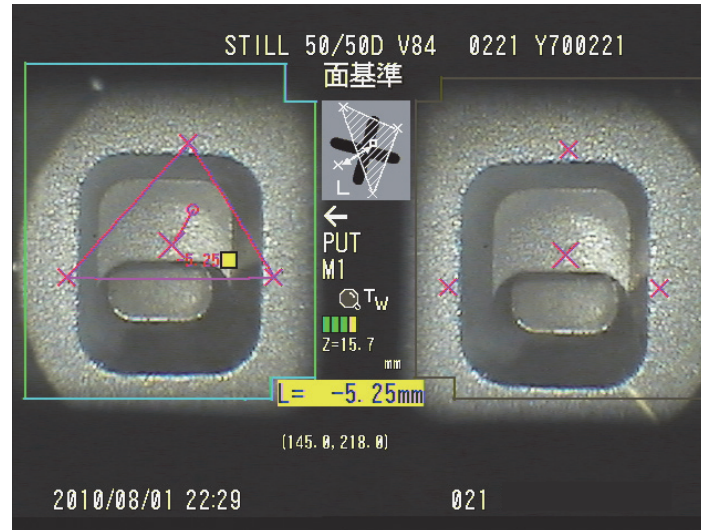 STILL 50/50D V84 0221 Y700221
面基準
L
←
PUT
M1
TW
Z=15.7
mm
-5.25
L= -5.25mm
(145.0,218.0)
2010/08/01 22:29 021